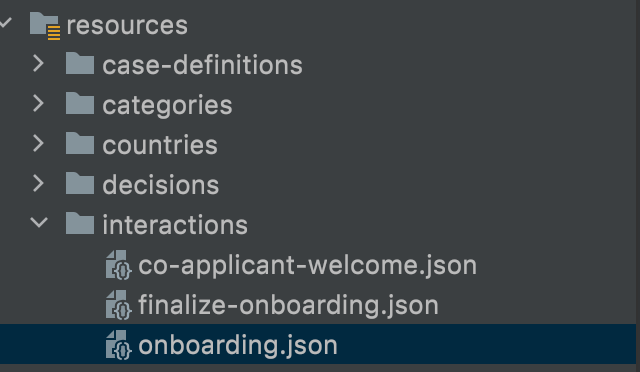 resources
case-definitions
categories
countries
decisions
interactions
co-applicant-welcome.json
finalize-onboarding.json
onboarding.json